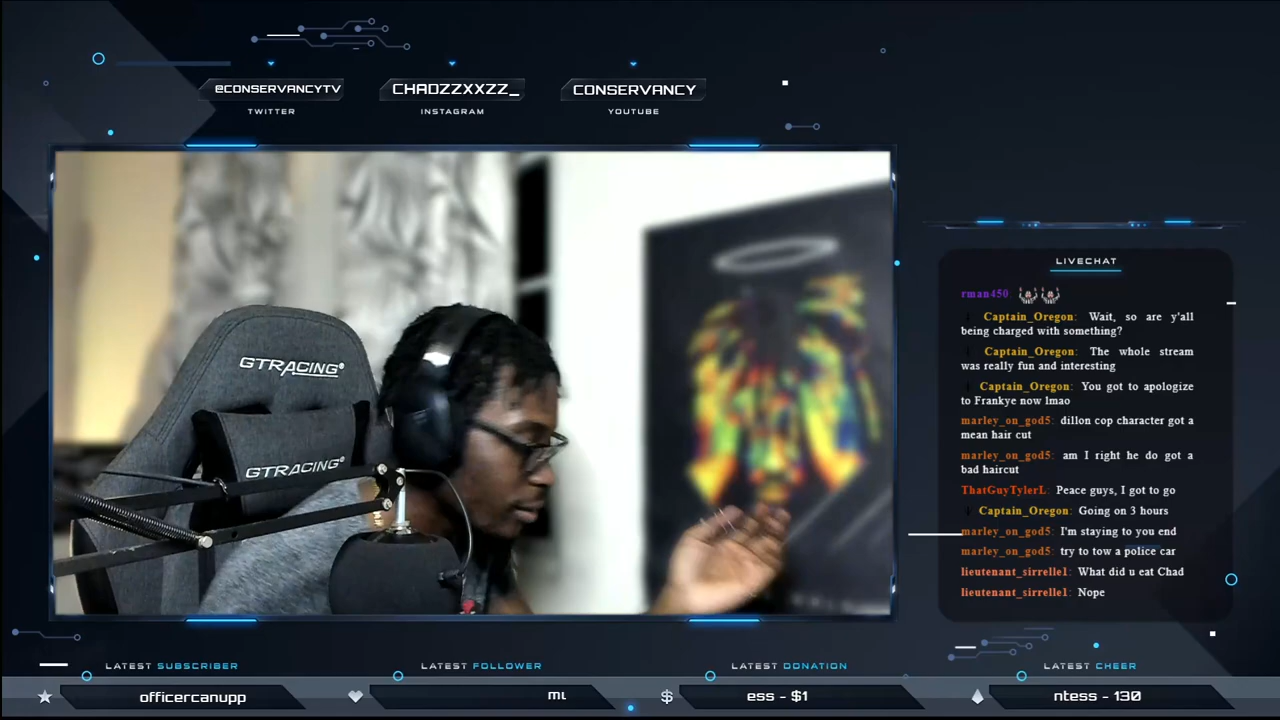 @CONSERVANCYTV
TWITTER
CHADZZXXZZ_
INSTAGRAM
CONSERVANCY
YOUTUBE
GTRACING®
GTRACING®
LIVECHAT
rman450:
Captain_Oregon: Wait, so are y'all
being charged with something?
Captain_Oregon: The whole stream
was really fun and interesting
Captain_Oregon: You got to apologize
to Frankye now lmao
marley_on_god5: dillon cop character got a
mean hair cut
marley_on_god5: am I right he do got a
bad haircut
ThatGuyTylerL: Peace guys, I got to go
Captain_Oregon: Going on 3 hours
marley_on_god5: I'm staying to you end
marley_on_god5: try to tow a police car
lieutenant_sirrelle1: What did u eat Chad
lieutenant_sirrelle1: Nope
LATEST SUBSCRIBER
officercanupp
LATEST FOLLOWER
LATEST DONATION
ess - $1
LATEST CHEER
ntess - 130